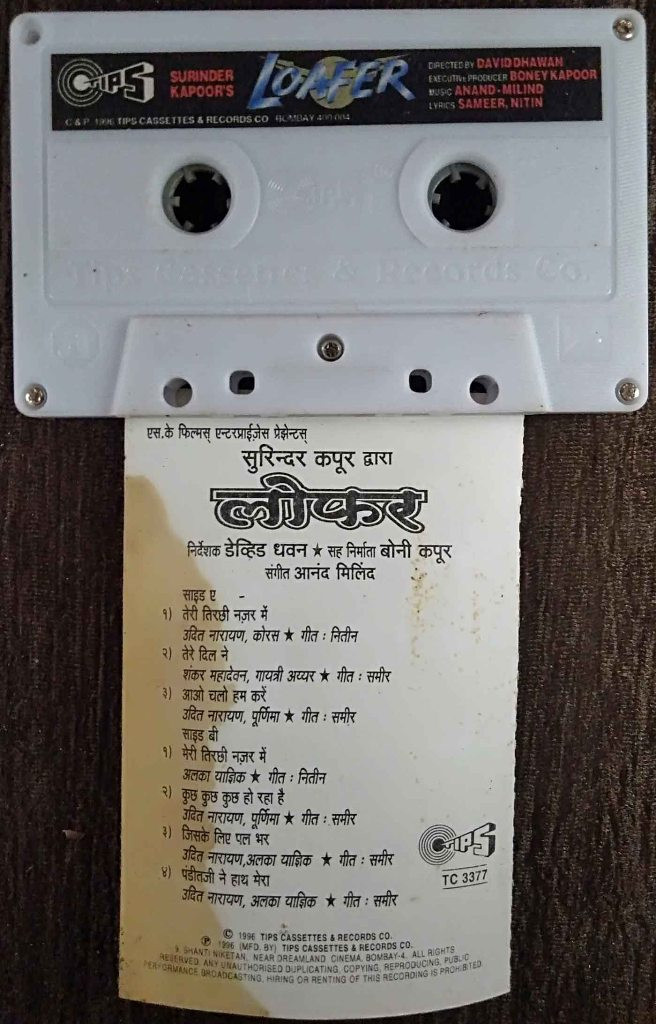 TIPS
SURINDER
KAPOOR'S
LOAFER
DIRECTED BY DAVID DHAWAN
EXECUTIVE PRODUCER BONEY KAPOOR
MUSIC ANAND - MILIND
LYRICS SAMEER, NITIN
C & P 1996 TIPS CASSETTES & RECORDS CO BOMBAY 400 004
Tips Cassettes & Records Co.
एस.के फिल्मस् एन्टरप्राईज़ेस प्रेझेन्टस्
सुरिन्दर कपूर द्वारा
लोफर
निर्देशक डेव्हिड धवन ★ सह निर्माता बोनी कपूर
संगीत आनंद मिलिंद
साइड ए -
१) तेरी तिरछी नज़र में
उदित नारायण, कोरस ★ गीत : नितीन
२) तेरे दिल ने
शंकर महादेवन, गायत्री अय्यर ★ गीत : समीर
३) आओ चलो हम करें
उदित नारायण, पूर्णिमा ★ गीत : समीर
साइड बी
१) मेरी तिरछी नज़र में
अलका याज्ञिक ★ गीत : नितीन
२) कुछ कुछ कुछ हो रहा है
उदित नारायण, पूर्णिमा ★ गीत : समीर
३) जिसके लिए पल भर
उदित नारायण,अलका याज्ञिक ★ गीत : समीर
४) पंडीतजी ने हाथ मेरा
उदित नारायण, अलका याज्ञिक ★ गीत : समीर
TIPS
TC 3377
© 1996 TIPS CASSETTES & RECORDS CO.
℗ 1996 (MFD. BY) TIPS CASSETTES & RECORDS CO.
9, SHANTI NIKETAN, NEAR DREAMLAND CINEMA, BOMBAY-4. ALL RIGHTS
RESERVED. ANY UNAUTHORISED DUPLICATING, COPYING, REPRODUCING, PUBLIC
PERFORMANCE BROADCASTING, HIRING OR RENTING OF THIS RECORDING IS PROHIBITED.